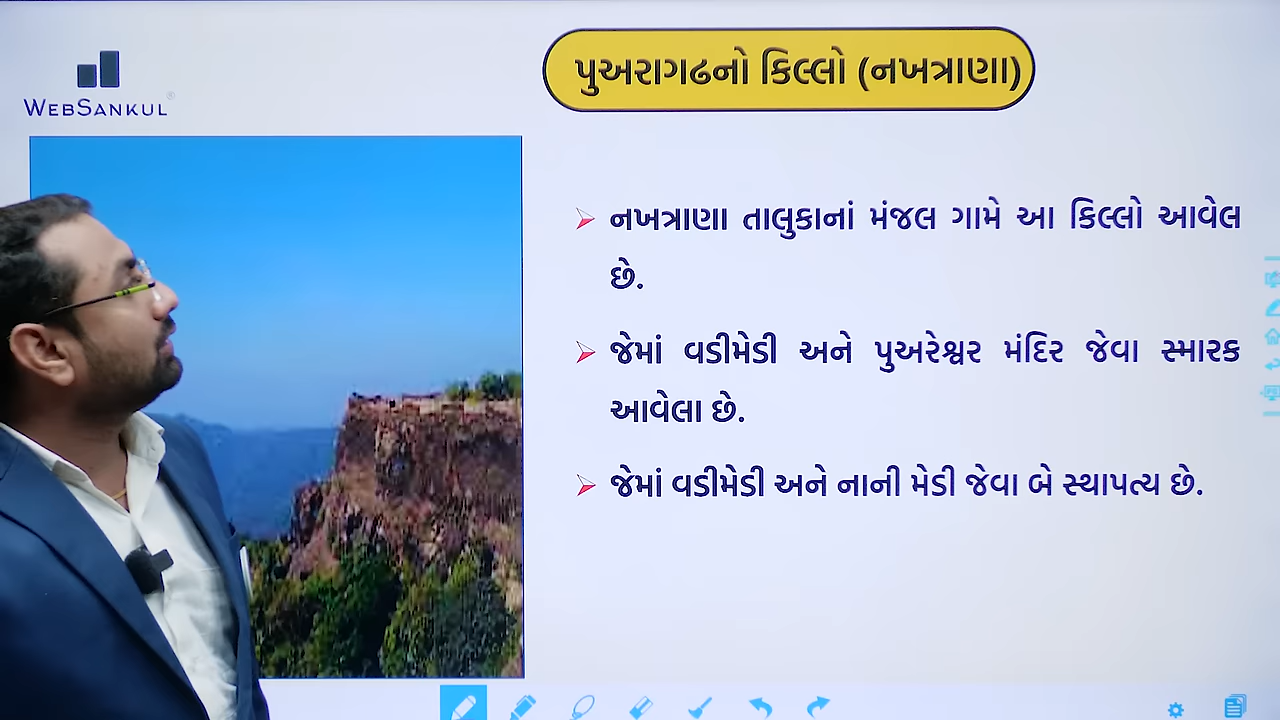 પુઅરાગઢનો કિલ્લો (નખત્રાણા)
WEBSANKUL®
નખત્રાણા તાલુકાનાં મંજલ ગામે આ કિલ્લો આવેલ
છે.
જેમાં વડીમેડી અને પુઅરેશ્વર મંદિર જેવા સ્મારક
આવેલા છે.
જેમાં વડીમેડી અને નાની મેડી જેવા બે સ્થાપત્ય છે.